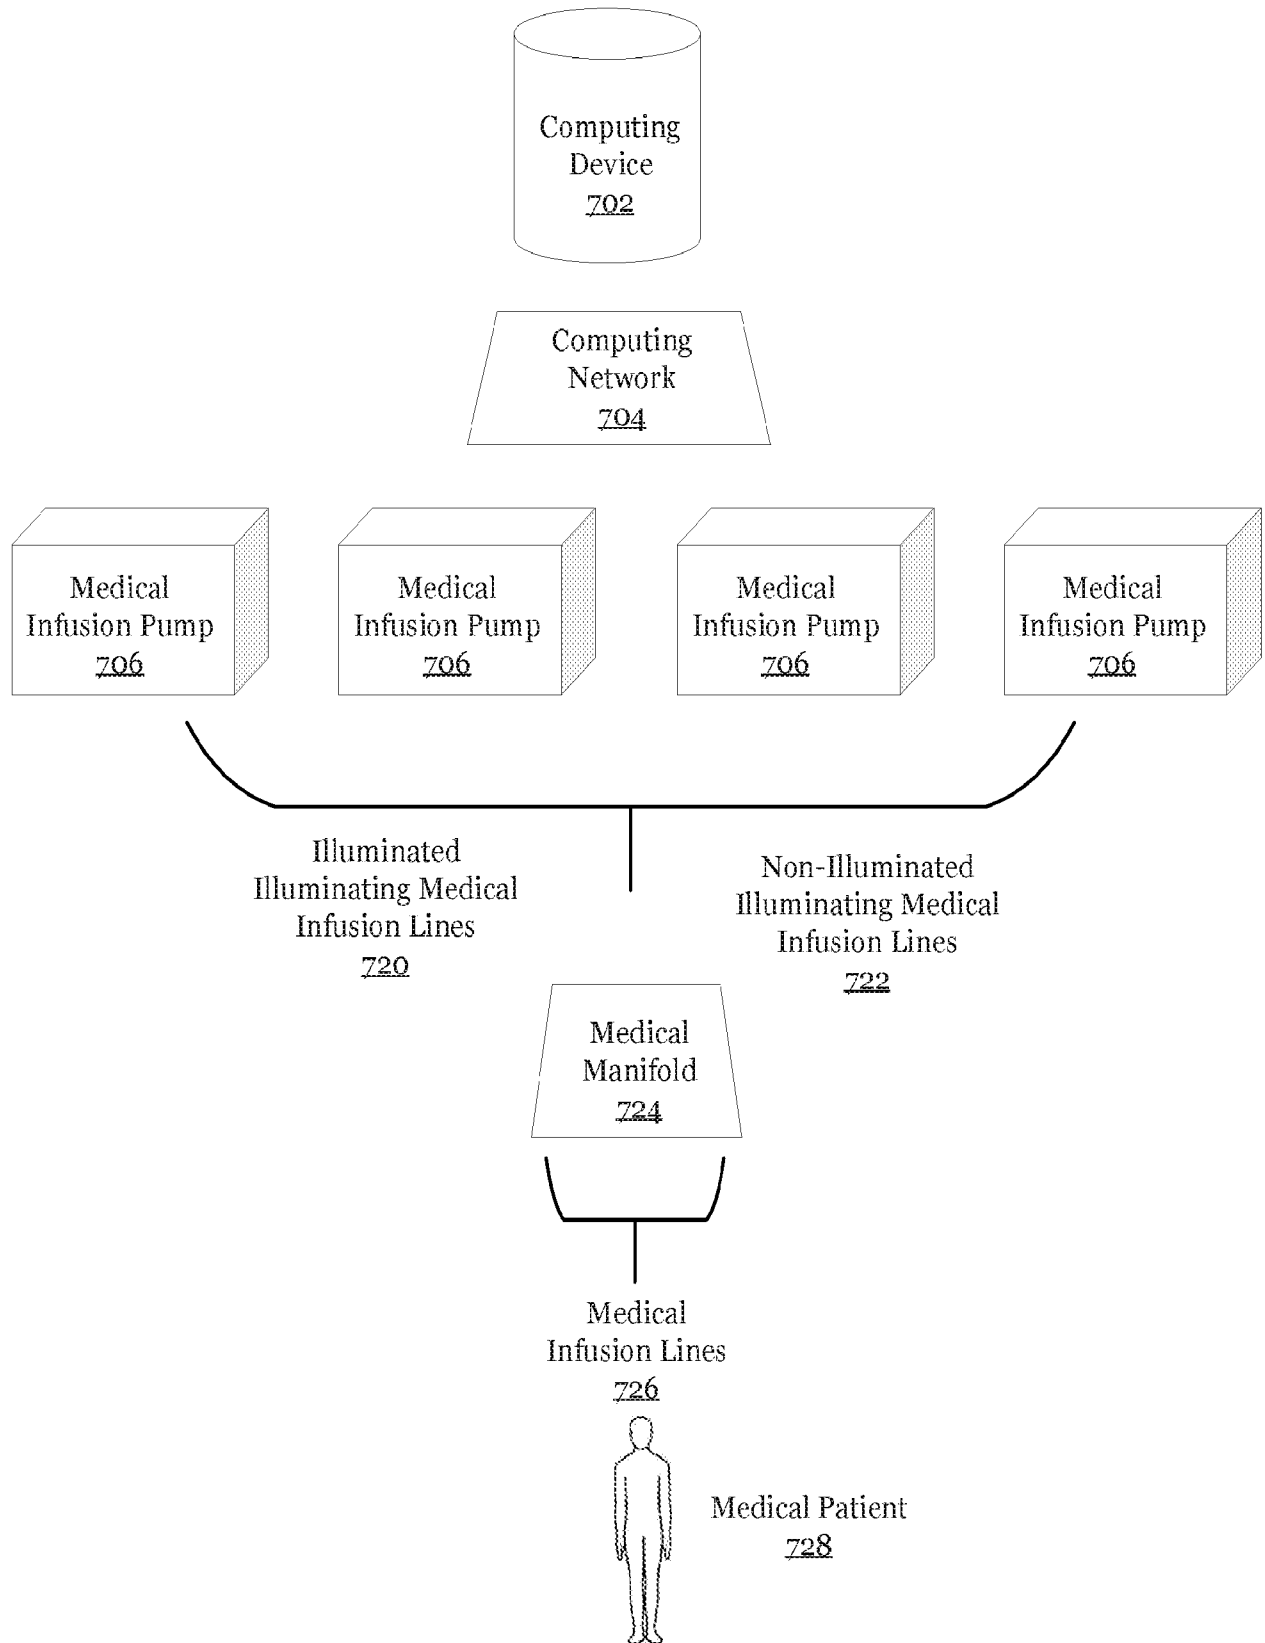 Computing
Device
702
Computing
Network
704
Medical
Infusion Pump
706
Medical
Infusion Pump
706
Medical
Infusion Pump
706
Medical
Infusion Pump
706
Illuminated
Illuminating Medical
Infusion Lines
720
Non-Illuminated
Illuminating Medical
Infusion Lines
722
Medical
Manifold
724
Medical
Infusion Lines
726
Medical Patient
728